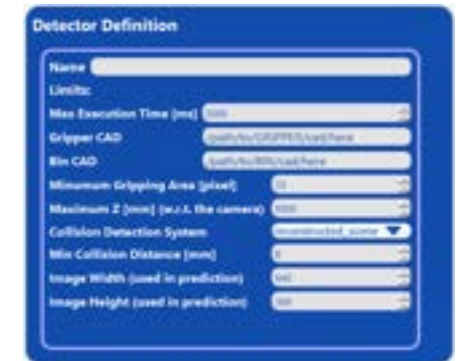 Detector Definition
Name
Limits:
Max Execution Time [ms] 5000
Gripper CAD /path/to/GRIPPER/cad/here
Bin CAD /path/to/BIN/cad/here
Minumum Gripping Area [pixel]
Maximum Z [mm] (w.r.t. the camera)
Collision Detection System reconstructed_scene
Min Collision Distance [mm]
Image Width (used in prediction)
Image Height (used in prediction)